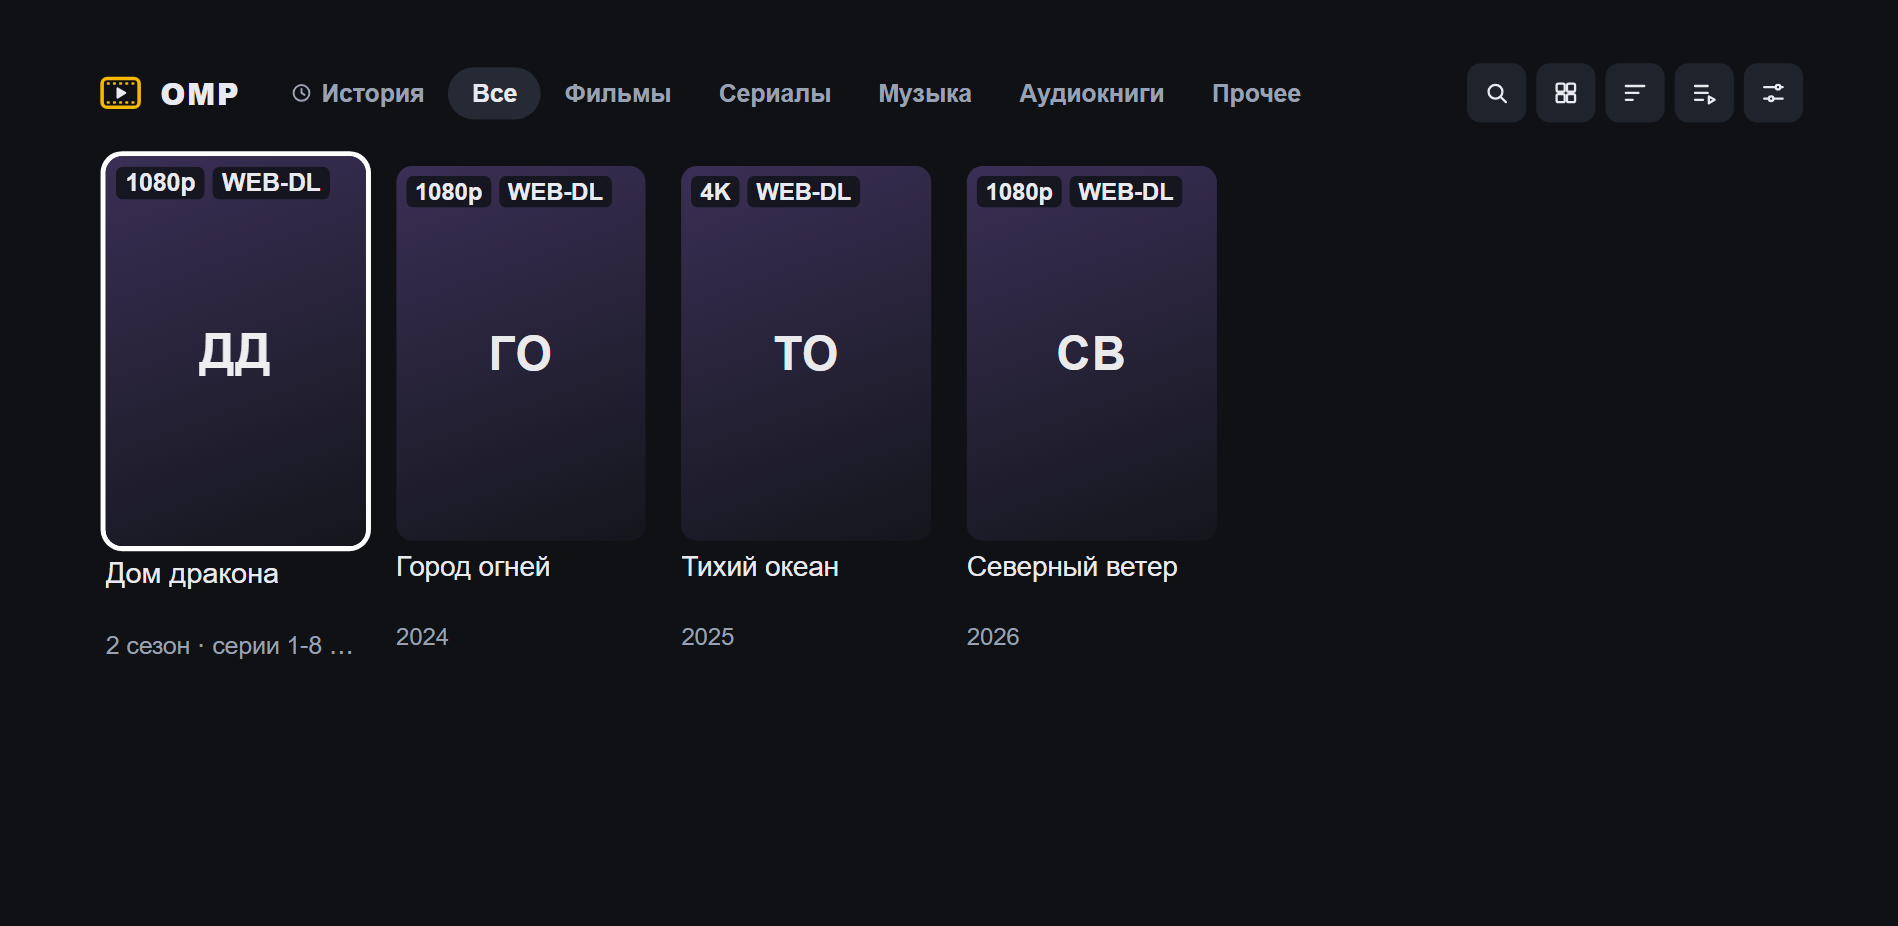 OMP
История
Все
Фильмы
Сериалы
Музыка
Аудиокниги
Прочее
1080p WEB-DL
ДД
Дом дракона
2 сезон · серии 1-8 ...
1080p WEB-DL
ГО
Город огней
2024
4K WEB-DL
ТО
Тихий океан
2025
1080p WEB-DL
СВ
Северный ветер
2026